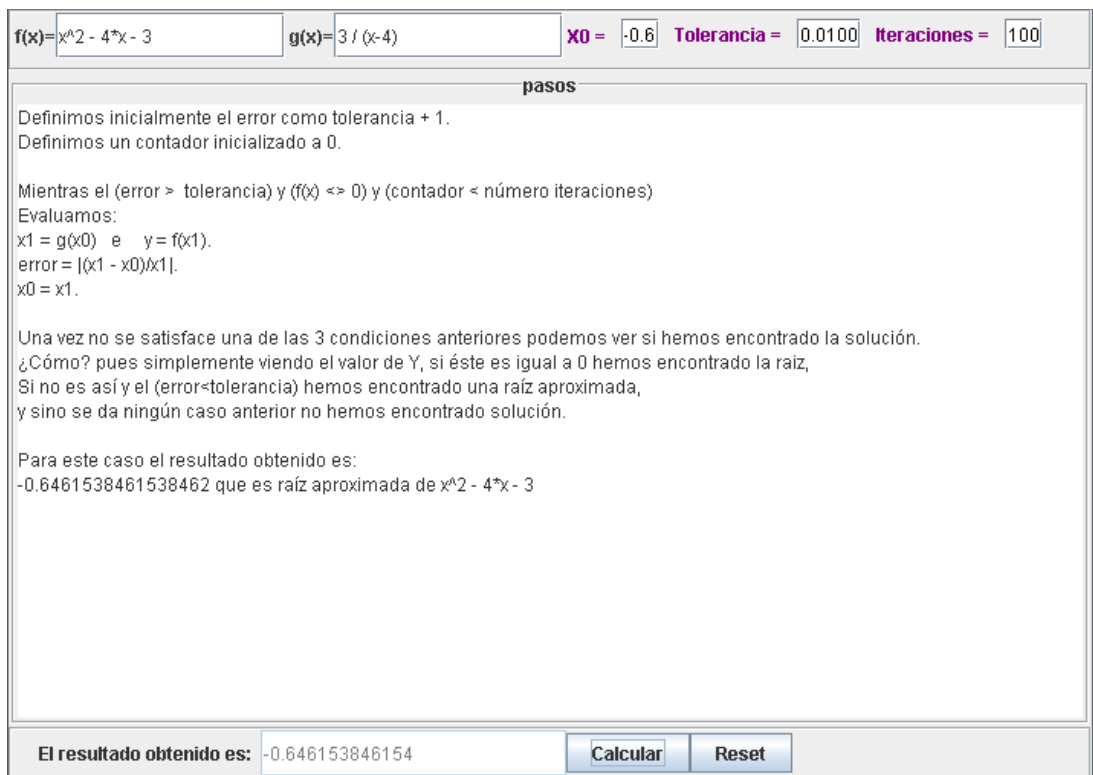 f(x)= x^2 - 4*x - 3 g(x)= 3 / (x-4) X0 = -0.6 Tolerancia = 0.0100 Iteraciones = 100
pasos
Definimos inicialmente el error como tolerancia + 1.
Definimos un contador inicializado a 0.
Mientras el (error > tolerancia) y (f(x) <> 0) y (contador < número iteraciones)
Evaluamos:
x1 = g(x0) e y = f(x1).
error = |(x1 - x0)/x1|.
x0 = x1.
Una vez no se satisface una de las 3 condiciones anteriores podemos ver si hemos encontrado la solución.
¿Cómo? pues simplemente viendo el valor de Y, si éste es igual a 0 hemos encontrado la raiz,
Si no es así y el (error<tolerancia) hemos encontrado una raíz aproximada,
y sino se da ningún caso anterior no hemos encontrado solución.
Para este caso el resultado obtenido es:
-0.6461538461538462 que es raíz aproximada de x^2 - 4*x - 3
El resultado obtenido es: -0.646153846154 Calcular Reset